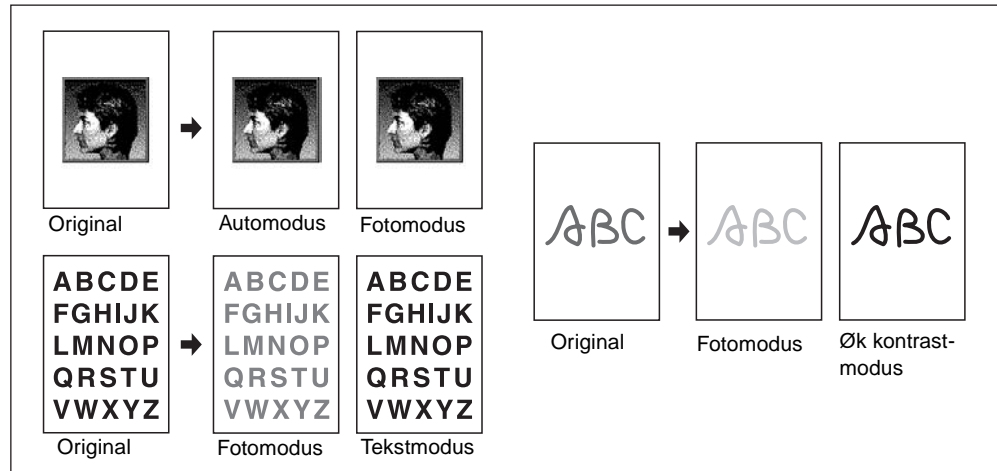 Original
Automodus
Fotomodus
ABCDE
FGHIJK
LMNOP
QRSTU
VWXYZ
Original
ABCDE
FGHIJK
LMNOP
QRSTU
VWXYZ
Fotomodus
ABCDE
FGHIJK
LMNOP
QRSTU
VWXYZ
Tekstmodus
ABC
Original
ABC
Fotomodus
ABC
Øk kontrast-
modus